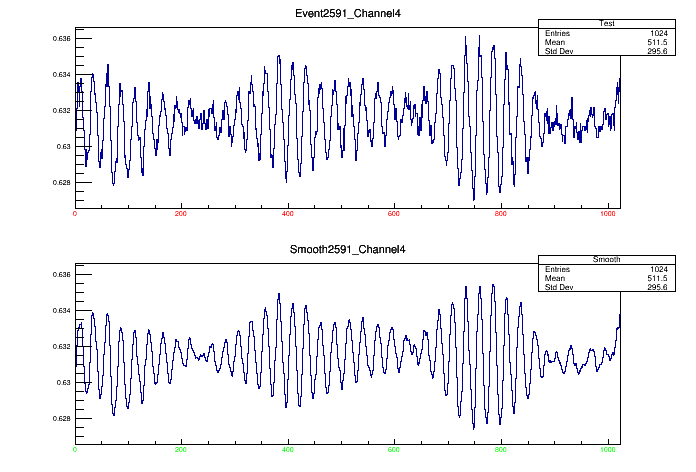 Event2591_Channel4
Test
Entries 1024
Mean 511.5
Std Dev 295.6
0.636
0.634
0.632
0.63
0.628
0 200 400 600 800 1000
Smooth2591_Channel4
Smooth
Entries 1024
Mean 511.5
Std Dev 295.6
0.636
0.634
0.632
0.63
0.628
0 200 400 600 800 1000